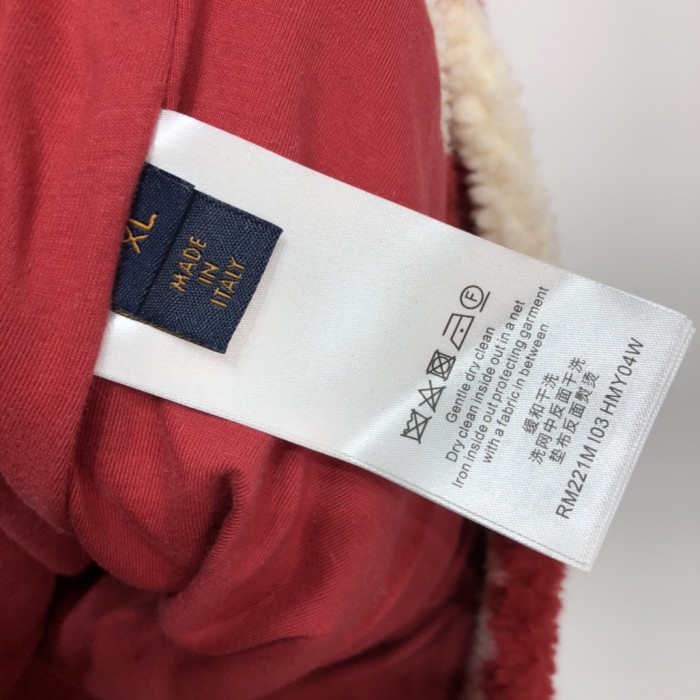 XL
MADE
IN
ITALY
Gentle dry clean
Dry clean inside out in a net
Iron inside out protecting garment
with a fabric in between
缓和干洗
洗网中反面干洗
垫布反面熨烫
RM221M I03 HMY04W